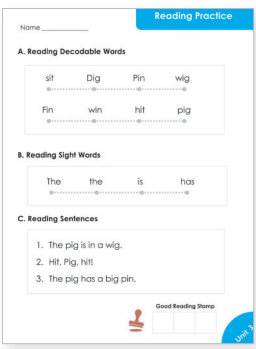 Reading Practice
Name
A. Reading Decodable Words
sit Dig Pin wig
Fin win hit pig
B. Reading Sight Words
The the is has
C. Reading Sentences
1. The pig is in a wig.
2. Hit, Pig, hit!
3. The pig has a big pin.
Good Reading Stamp
Unit 3